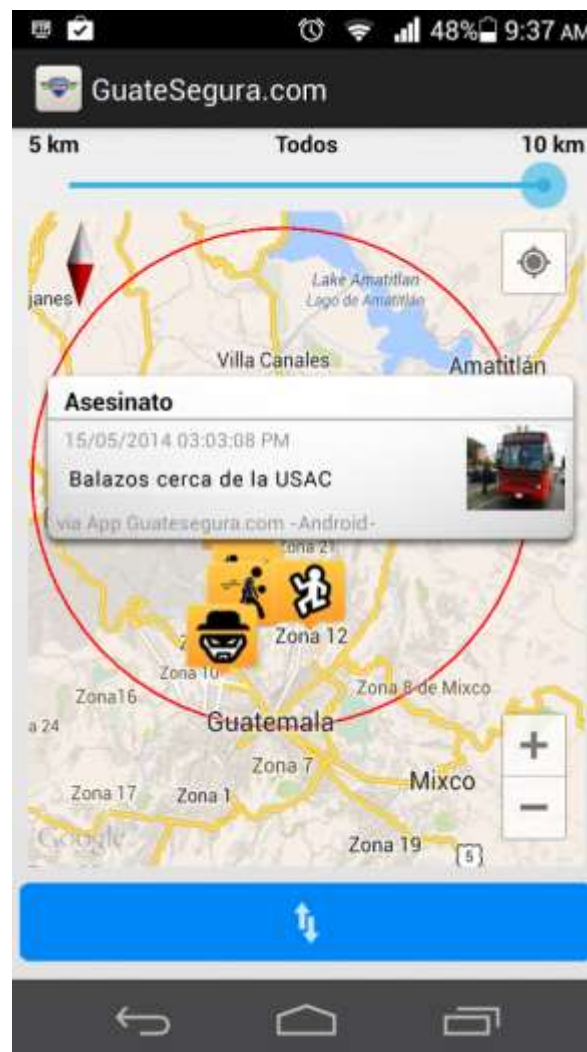 48% 9:37 AM
GuateSegura.com
5 km Todos 10 km
Lake Amatitlan
Lago de Amatitlán
janes
Villa Canales
Amatitlán
Asesinato
15/05/2014 03:03:08 PM
Balazos cerca de la USAC
via App Guatesegura.com -Android-
Zona 21
Zona 12
Zona 10
Zona 8 de Mixco
Zona16
a 24
Guatemala
Zona 7
Mixco
Zona 17
Zona 1
Google
Zona 19
5